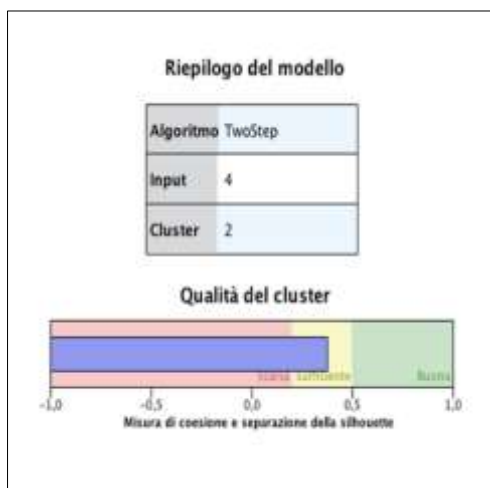 Riepilogo del modello
Algoritmo TwoStep
Input 4
Cluster 2
Qualità del cluster
Scarsa Sufficiente Buona
-1,0 -0,5 0,0 0,5 1,0
Misura di coesione e separazione della silhouette